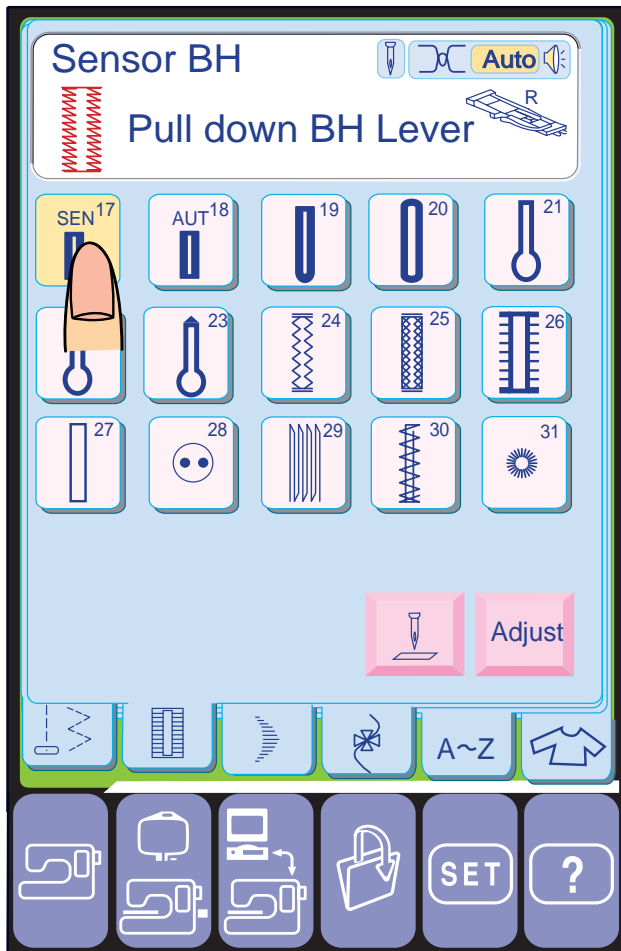 Sensor BH
Auto
Pull down BH Lever
R
SEN 17
AUT 18
19
20
21
23
24
25
26
27
28
29
30
31
Adjust
A~Z
SET
?